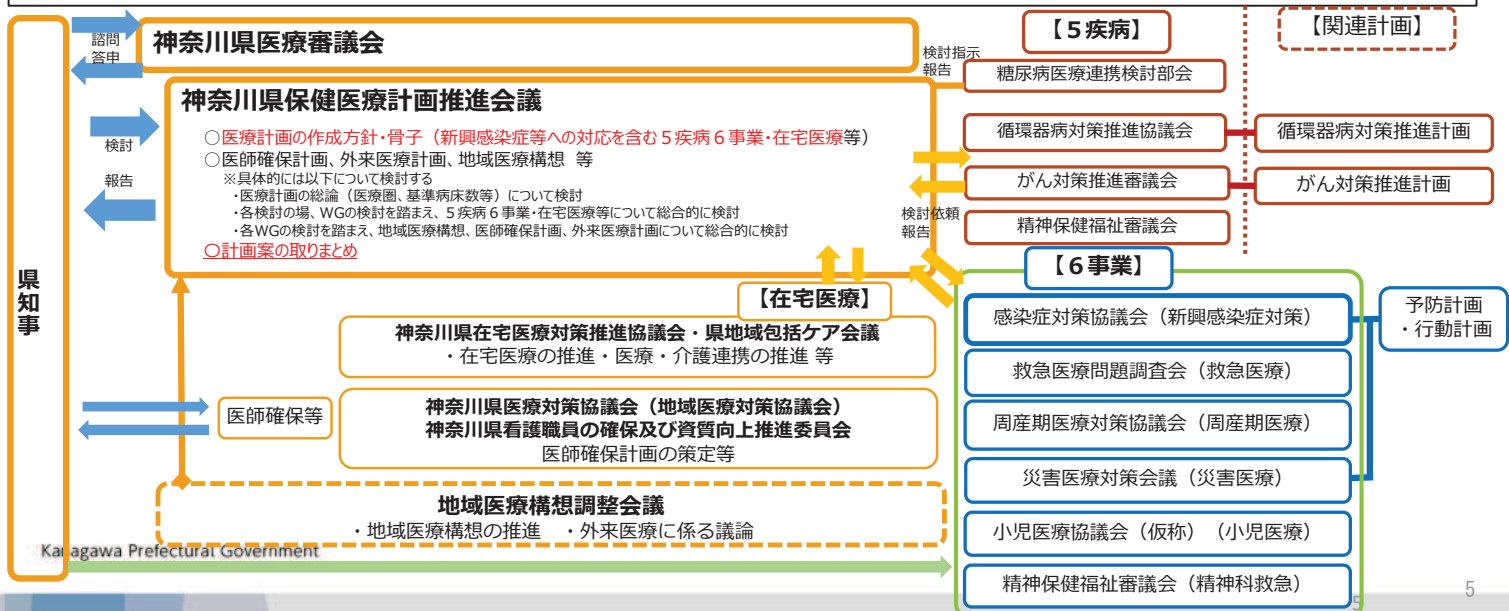 県知事
諮問
答申
神奈川県医療審議会
検討
報告
神奈川県保健医療計画推進会議
○医療計画の作成方針・骨子（新興感染症等への対応を含む５疾病６事業・在宅医療等）
○医師確保計画、外来医療計画、地域医療構想 等
※具体的には以下について検討する
・医療計画の総論（医療圏、基準病床数等）について検討
・各検討の場、WGの検討を踏まえ、５疾病６事業・在宅医療等について総合的に検討
・各WGの検討を踏まえ、地域医療構想、医師確保計画、外来医療計画について総合的に検討
○計画案の取りまとめ
検討指示
報告
検討依頼
報告
【５疾病】
糖尿病医療連携検討部会
循環器病対策推進協議会
がん対策推進審議会
精神保健福祉審議会
【関連計画】
循環器病対策推進計画
がん対策推進計画
【在宅医療】
神奈川県在宅医療対策推進協議会・県地域包括ケア会議
・在宅医療の推進・医療・介護連携の推進 等
医師確保等
神奈川県医療対策協議会（地域医療対策協議会）
神奈川県看護職員の確保及び資質向上推進委員会
医師確保計画の策定等
地域医療構想調整会議
・地域医療構想の推進　・外来医療に係る議論
【６事業】
感染症対策協議会（新興感染症対策）
救急医療問題調査会（救急医療）
周産期医療対策協議会（周産期医療）
災害医療対策会議（災害医療）
小児医療協議会（仮称）（小児医療）
精神保健福祉審議会（精神科救急）
予防計画
・行動計画
Kanagawa Prefectural Government
5
5